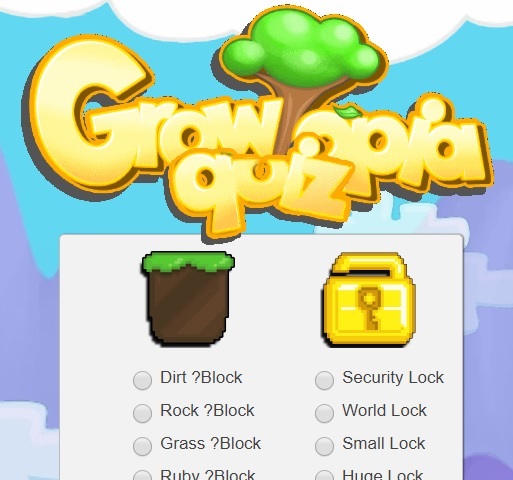 Growtopia
quiz
Dirt ?Block
Security Lock
Rock ?Block
World Lock
Grass ?Block
Small Lock
Ruby ?Block
Huge Lock